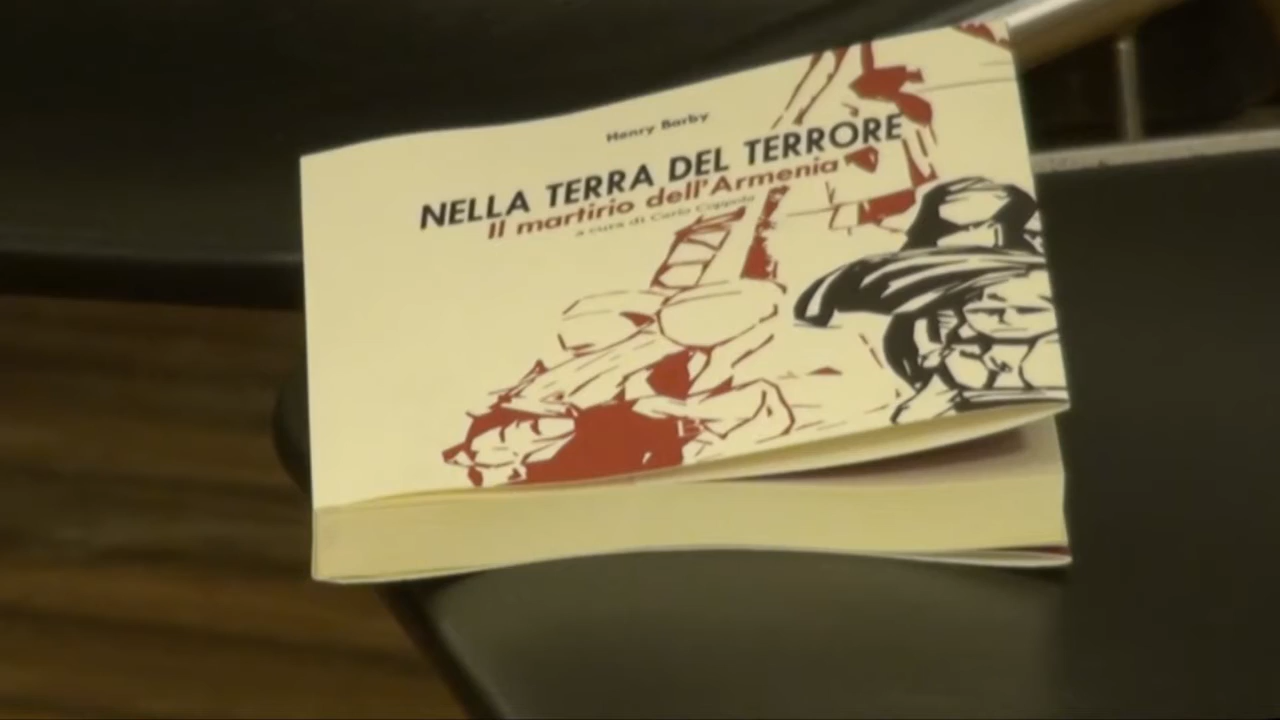 Henry Barby
NELLA TERRA DEL TERRORE
Il martirio dell'Armenia
a cura di Carlo Coppola